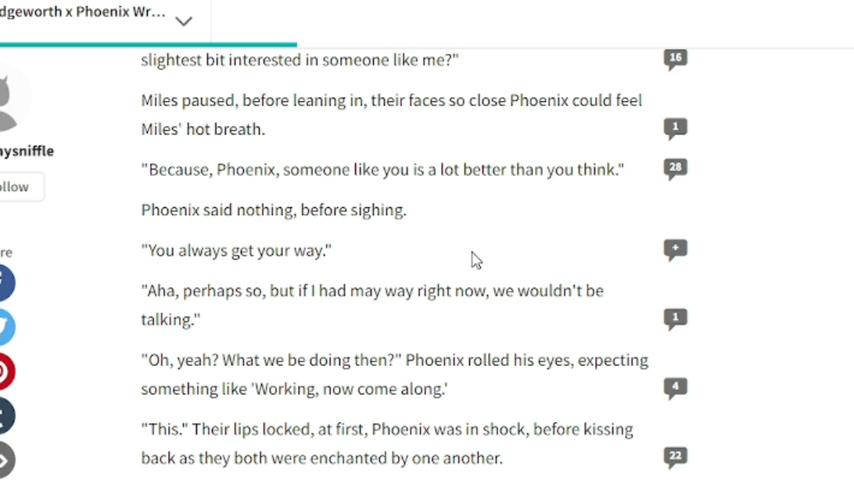 dgeworth x Phoenix Wr...
slightest bit interested in someone like me?"
16
Miles paused, before leaning in, their faces so close Phoenix could feel
Miles' hot breath.
1
nysniffle
"Because, Phoenix, someone like you is a lot better than you think."
28
ollow
Phoenix said nothing, before sighing.
re
"You always get your way."
+
"Aha, perhaps so, but if I had may way right now, we wouldn't be
talking."
1
"Oh, yeah? What we be doing then?" Phoenix rolled his eyes, expecting
something like 'Working, now come along.'
4
"This." Their lips locked, at first, Phoenix was in shock, before kissing
back as they both were enchanted by one another.
22